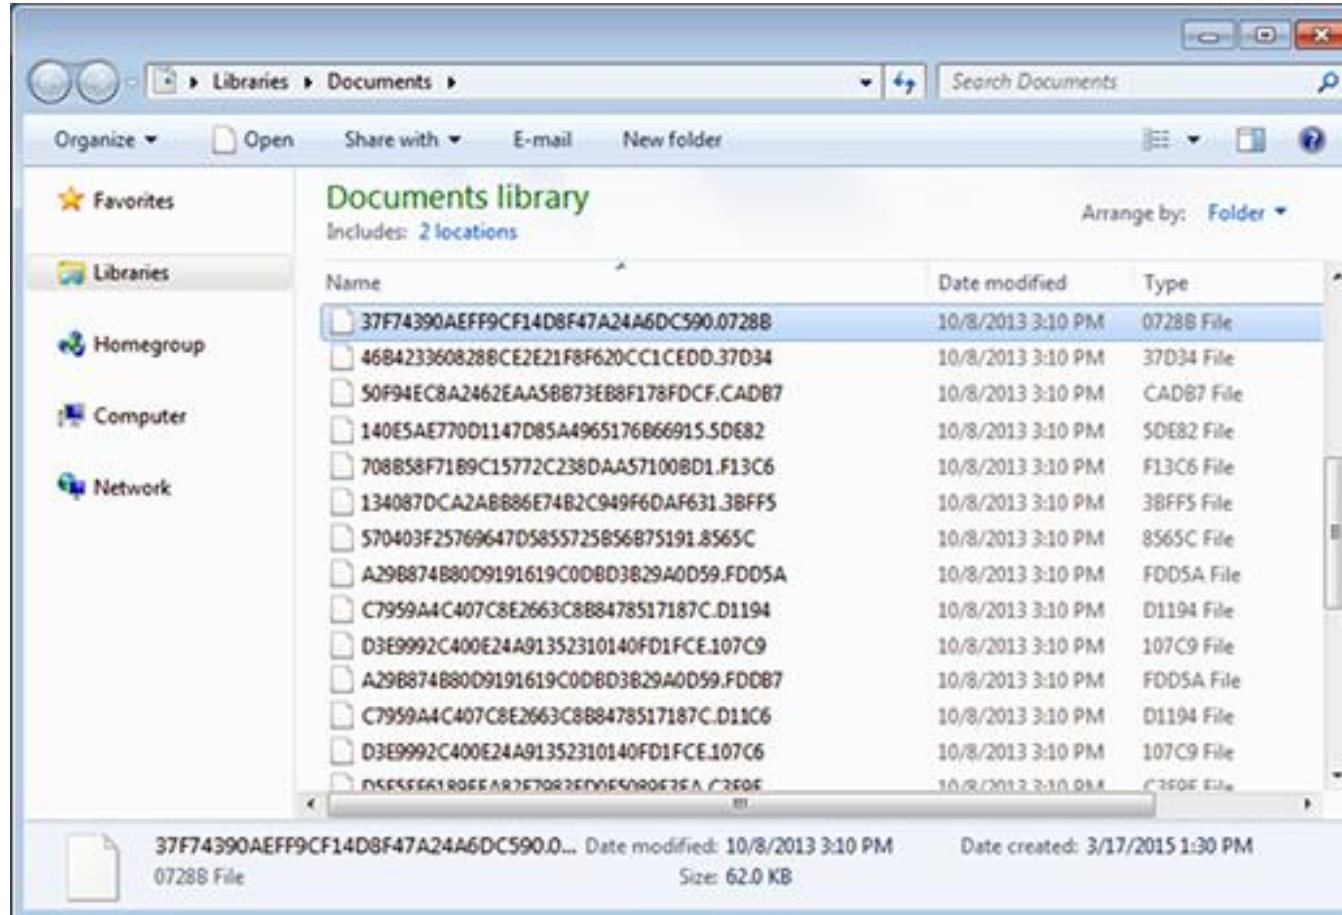 Libraries ▸ Documents ▸
Search Documents
Organize Open Share with E-mail New folder
Favorites
Libraries
Homegroup
Computer
Network
Documents library
Includes: 2 locations
Arrange by: Folder
Name Date modified Type
37F74390AEFF9CF14D8F47A24A6DC590.0728B 10/8/2013 3:10 PM 0728B File
46B423360828BCE2E21F8F620CC1CEDD.37D34 10/8/2013 3:10 PM 37D34 File
50F94EC8A2462EAA5BB73EB8F178FDCF.CADB7 10/8/2013 3:10 PM CADB7 File
140E5AE770D1147D85A4965176B66915.5DE82 10/8/2013 3:10 PM 5DE82 File
708B58F71B9C15772C238DAA57100BD1.F13C6 10/8/2013 3:10 PM F13C6 File
134087DCA2ABB86E74B2C949F6DAF631.3BFF5 10/8/2013 3:10 PM 3BFF5 File
570403F25769647D5855725B56B75191.8565C 10/8/2013 3:10 PM 8565C File
A29B874B80D9191619C0DBD3B29A0D59.FDD5A 10/8/2013 3:10 PM FDD5A File
C7959A4C407C8E2663C8B8478517187C.D1194 10/8/2013 3:10 PM D1194 File
D3E9992C400E24A91352310140FD1FCE.107C9 10/8/2013 3:10 PM 107C9 File
A29B874B80D9191619C0DBD3B29A0D59.FDDB7 10/8/2013 3:10 PM FDD5A File
C7959A4C407C8E2663C8B8478517187C.D11C6 10/8/2013 3:10 PM D1194 File
D3E9992C400E24A91352310140FD1FCE.107C6 10/8/2013 3:10 PM 107C9 File
10/8/2013 3:10 PM File
37F74390AEFF9CF14D8F47A24A6DC590.0... Date modified: 10/8/2013 3:10 PM Date created: 3/17/2015 1:30 PM
0728B File Size: 62.0 KB